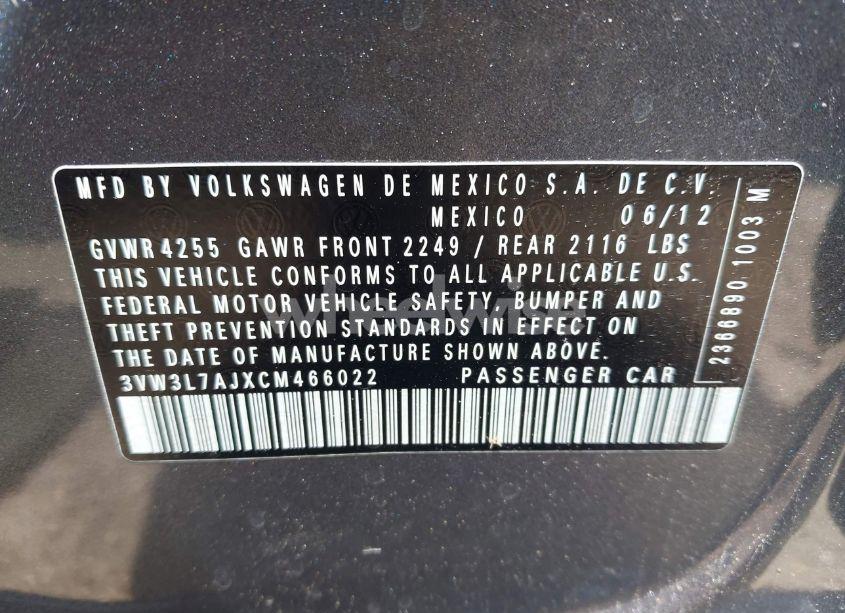 MFD BY VOLKSWAGEN DE MEXICO S.A. DE C.V.
MEXICO 06/12
GVWR 4255 GAWR FRONT 2249 / REAR 2116 LBS
THIS VEHICLE CONFORMS TO ALL APPLICABLE U.S.
FEDERAL MOTOR VEHICLE SAFETY, BUMPER AND
THEFT PREVENTION STANDARDS IN EFFECT ON
THE DATE OF MANUFACTURE SHOWN ABOVE.
3VW3L7AJXCM466022 PASSENGER CAR
2366890 1003 M
wheelwise